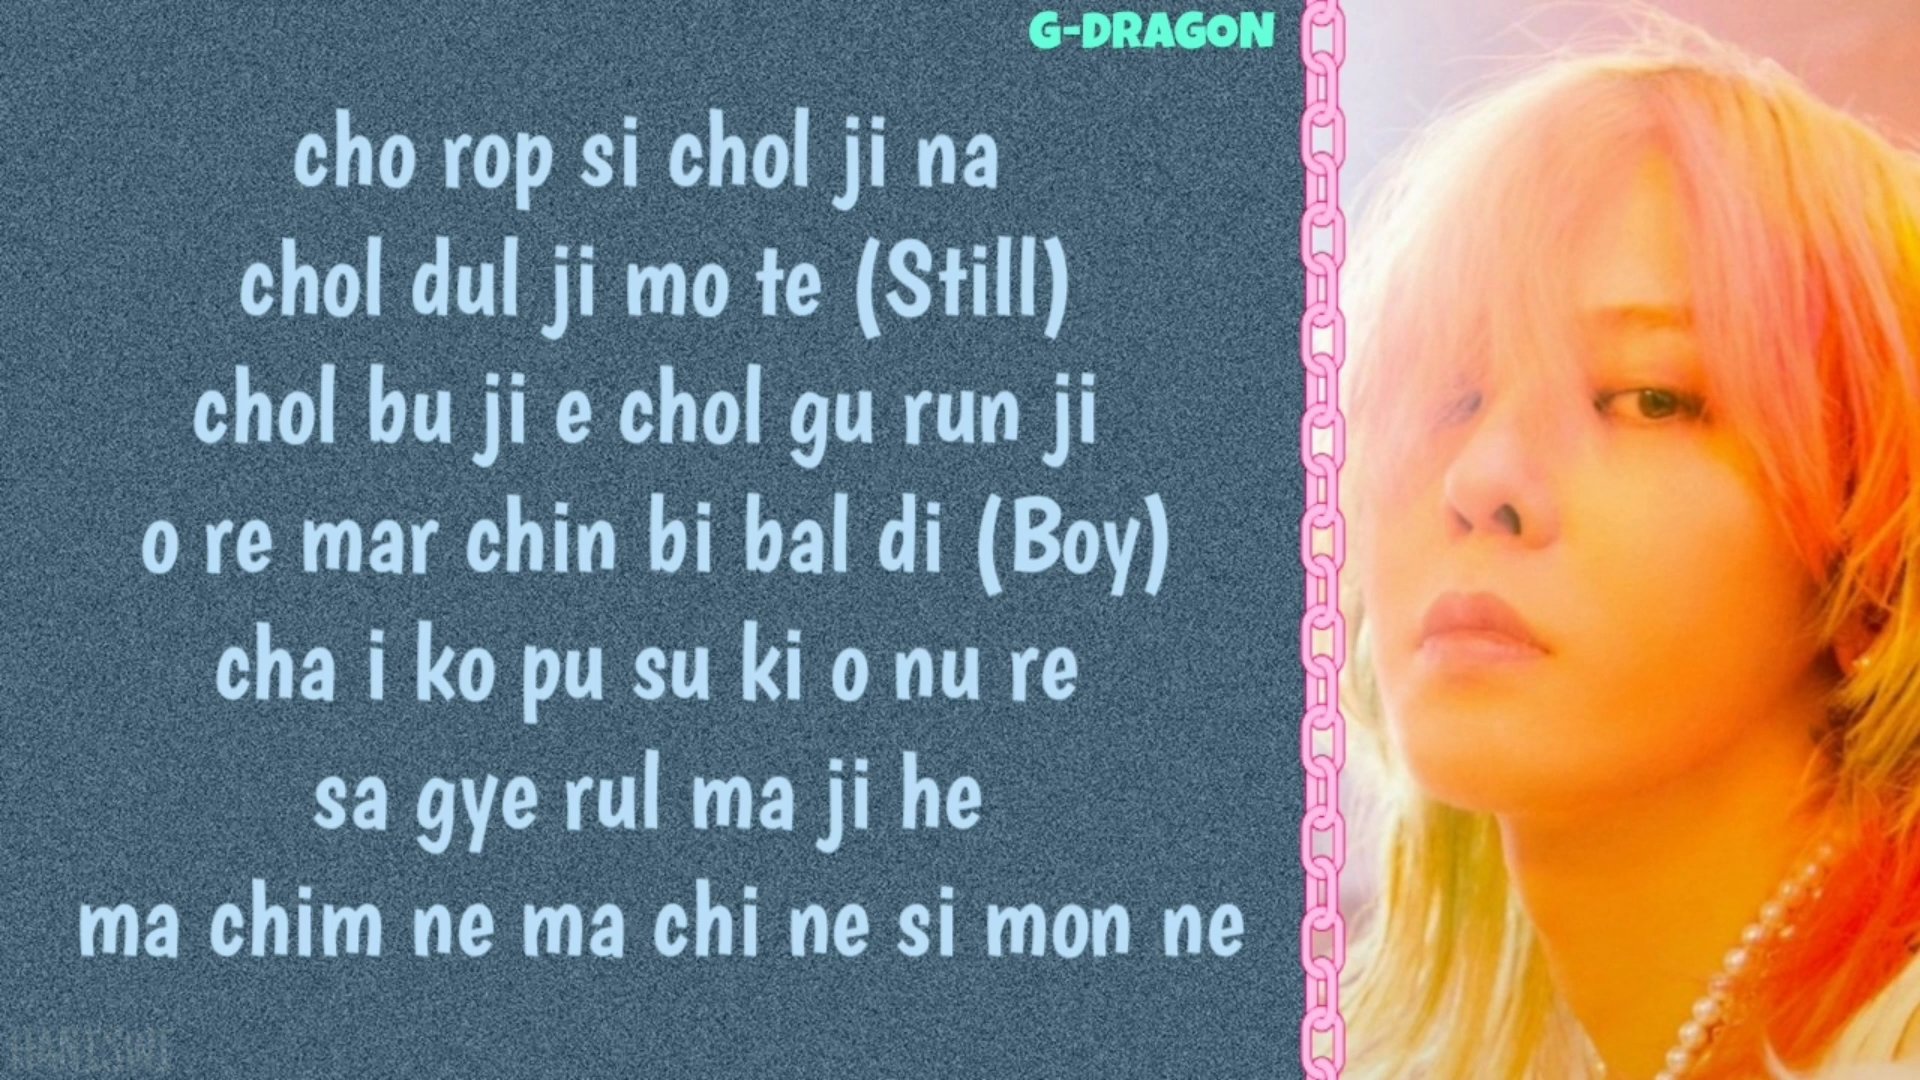 G-DRAGON
cho rop si chol ji na
chol dul ji mo te (Still)
chol bu ji e chol gu run ji
o re mar chin bi bal di (Boy)
cha i ko pu su ki o nu re
sa gye rul ma ji he
ma chim ne ma chi ne si mon ne
HANISWI